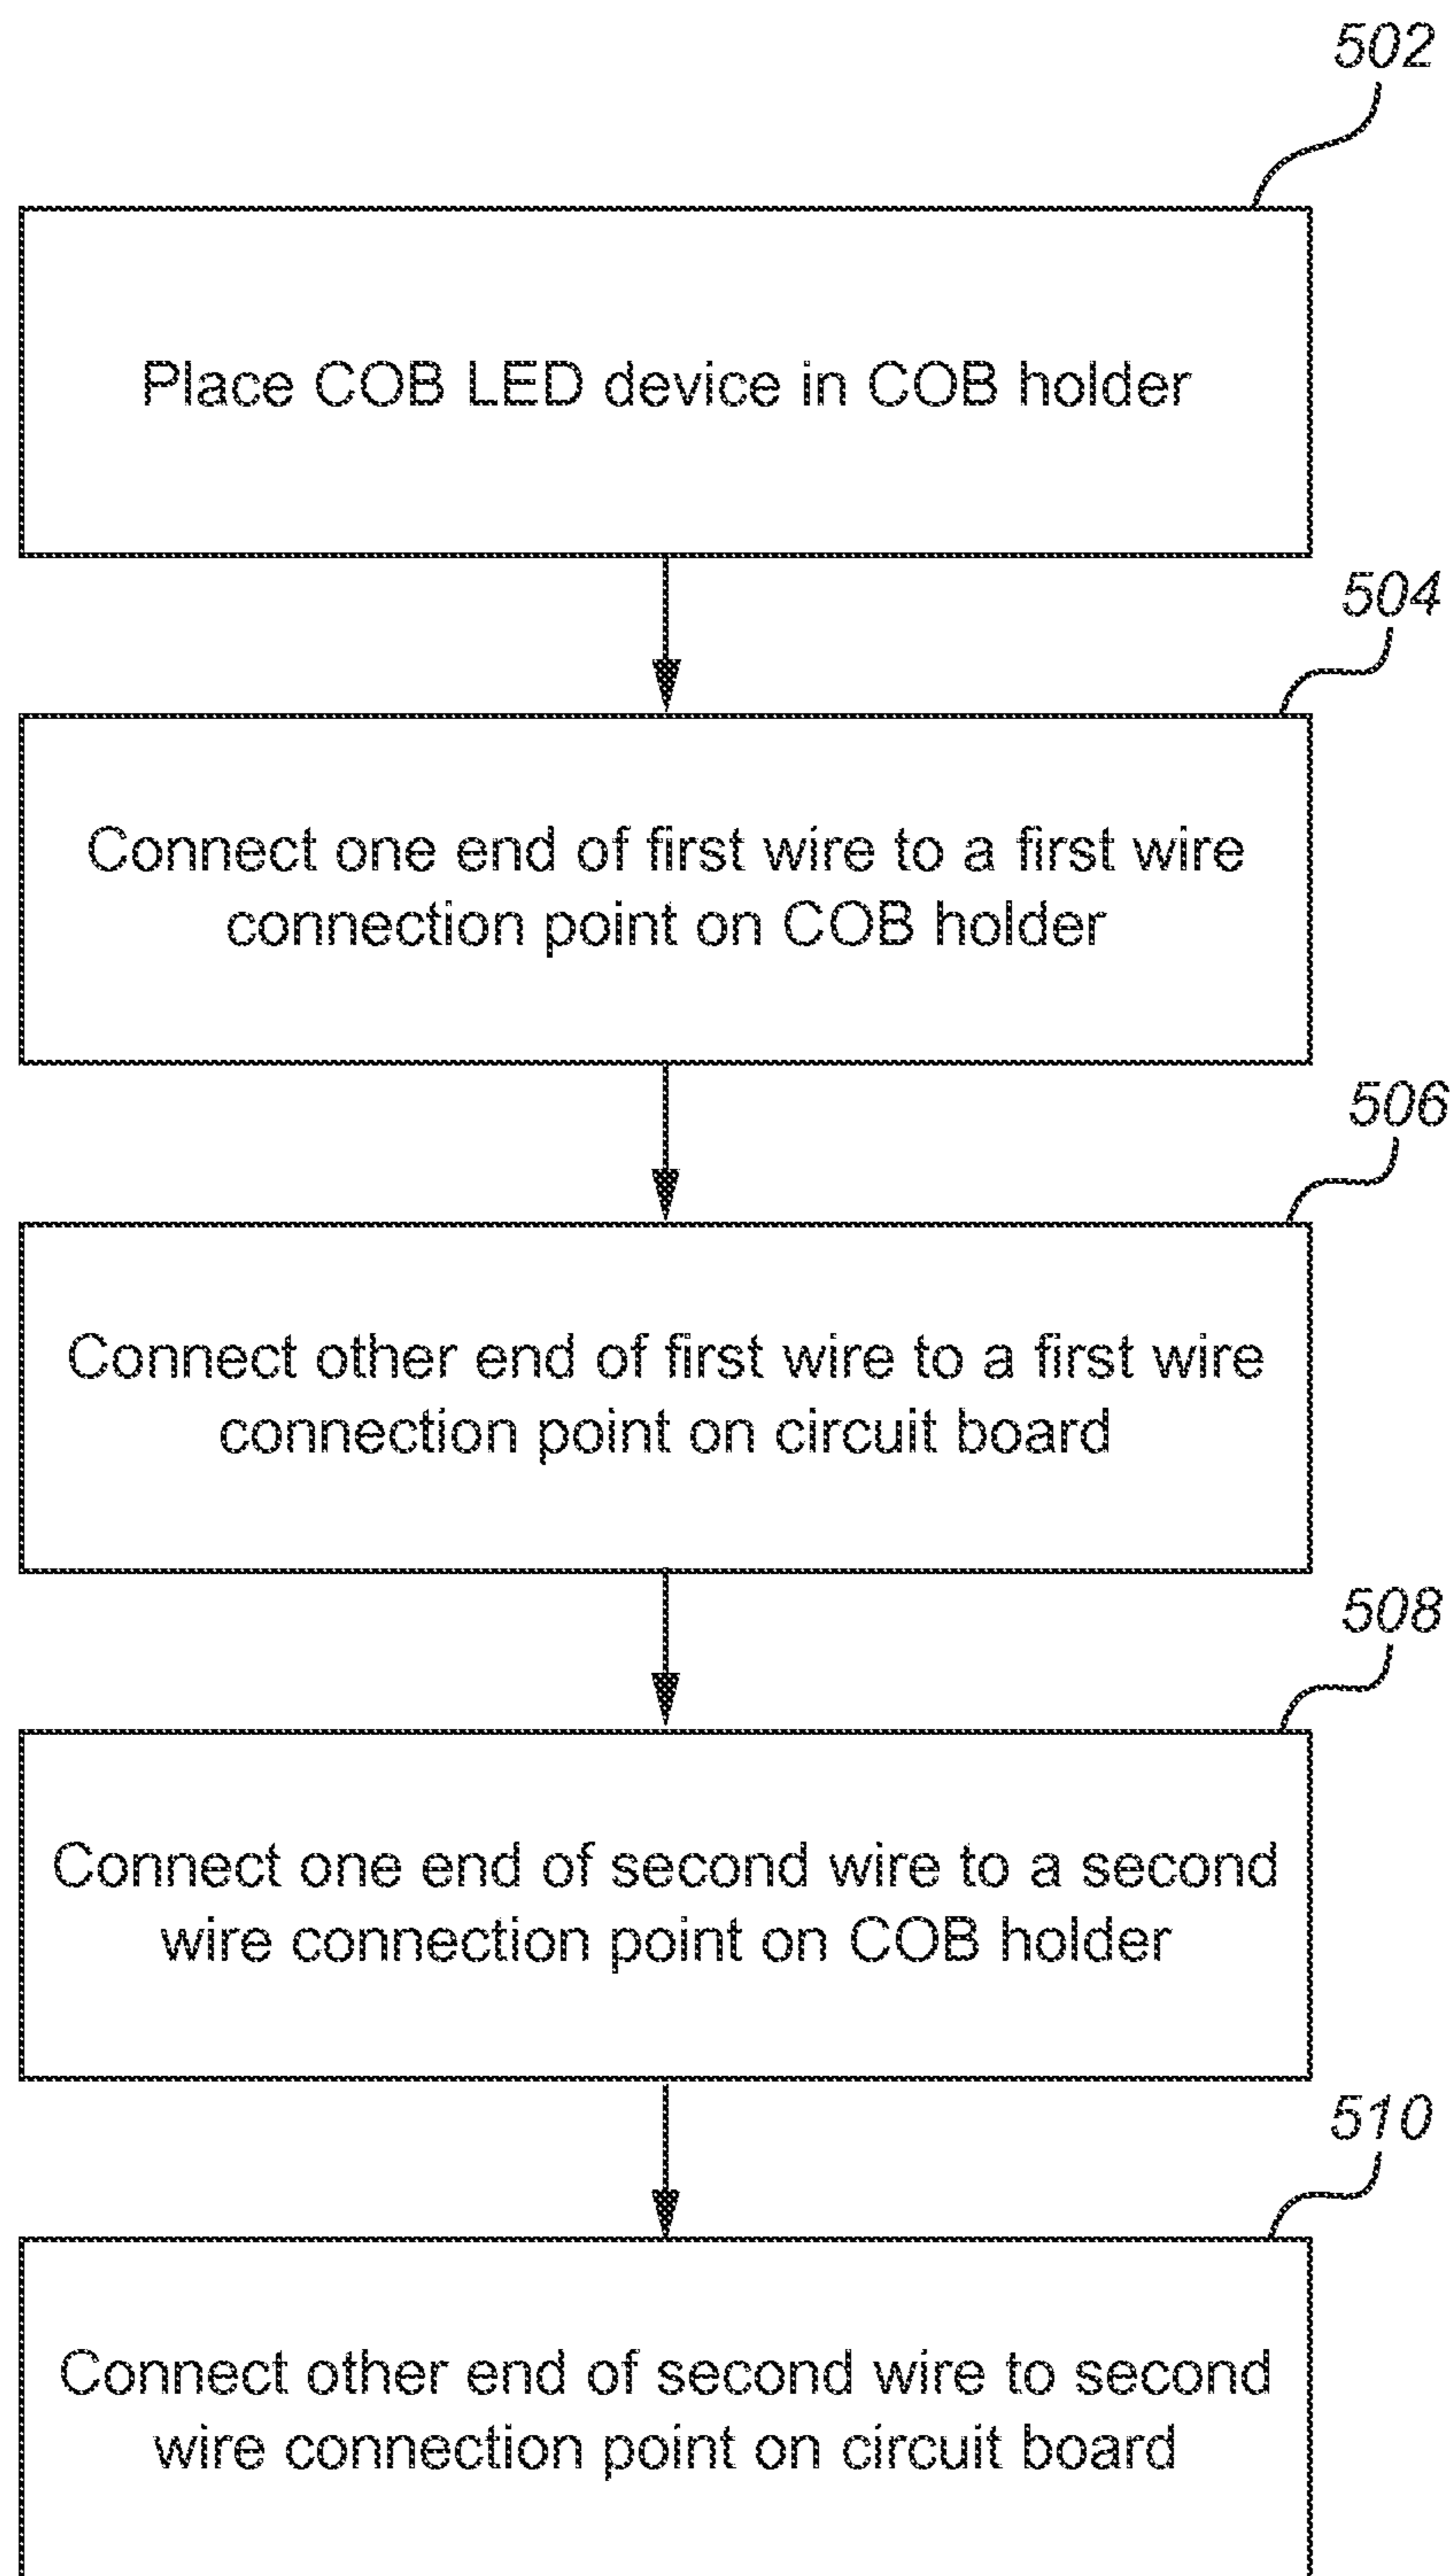 502
Place COB LED device in COB holder
504
Connect one end of first wire to a first wire
connection point on COB holder
506
Connect other end of first wire to a first wire
connection point on circuit board
508
Connect one end of second wire to a second
wire connection point on COB holder
510
Connect other end of second wire to second
wire connection point on circuit board